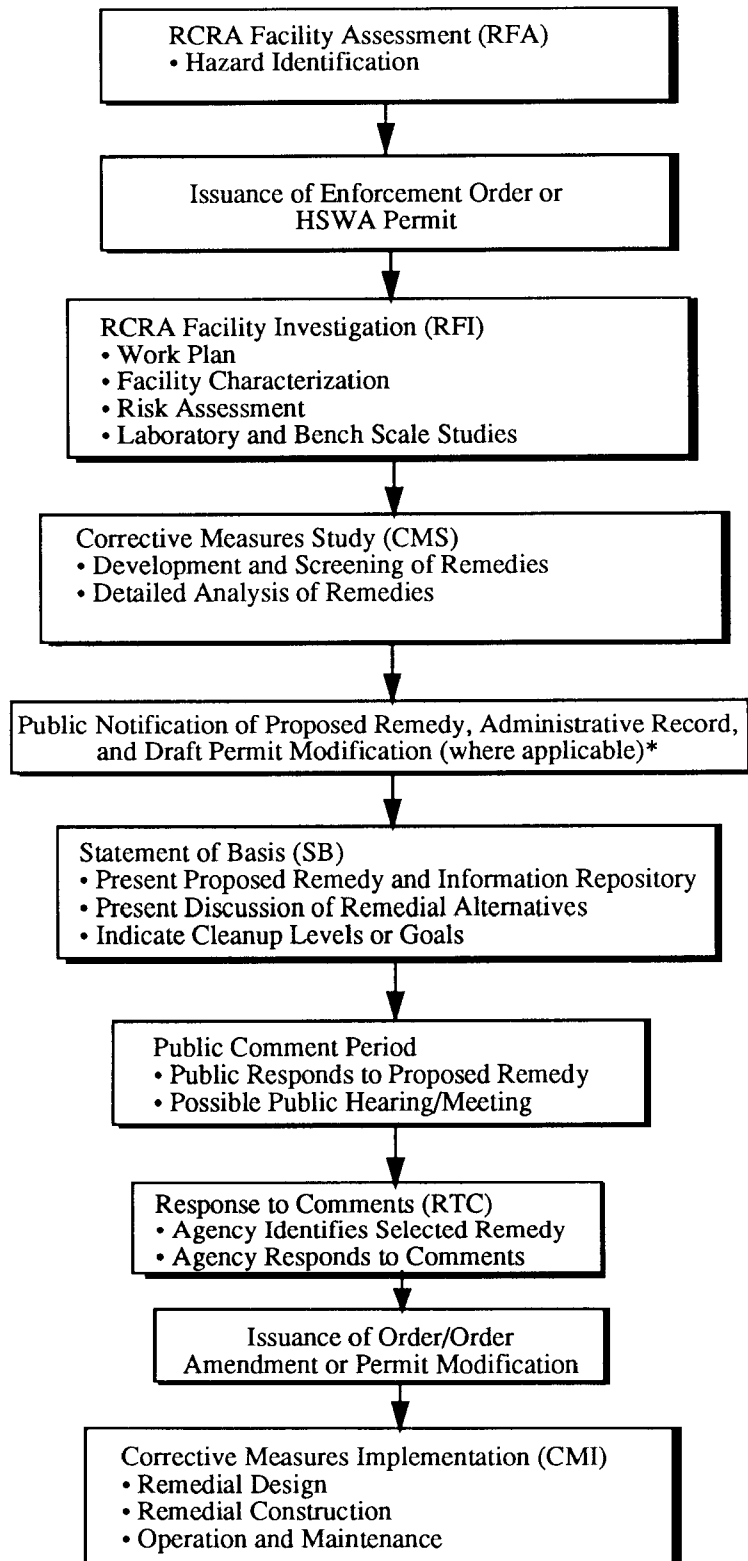 RCRA Facility Assessment (RFA)
• Hazard Identification
Issuance of Enforcement Order or
HSWA Permit
RCRA Facility Investigation (RFI)
• Work Plan
• Facility Characterization
• Risk Assessment
• Laboratory and Bench Scale Studies
Corrective Measures Study (CMS)
• Development and Screening of Remedies
• Detailed Analysis of Remedies
Public Notification of Proposed Remedy, Administrative Record,
and Draft Permit Modification (where applicable)*
Statement of Basis (SB)
• Present Proposed Remedy and Information Repository
• Present Discussion of Remedial Alternatives
• Indicate Cleanup Levels or Goals
Public Comment Period
• Public Responds to Proposed Remedy
• Possible Public Hearing/Meeting
Response to Comments (RTC)
• Agency Identifies Selected Remedy
• Agency Responds to Comments
Issuance of Order/Order
Amendment or Permit Modification
Corrective Measures Implementation (CMI)
• Remedial Design
• Remedial Construction
• Operation and Maintenance